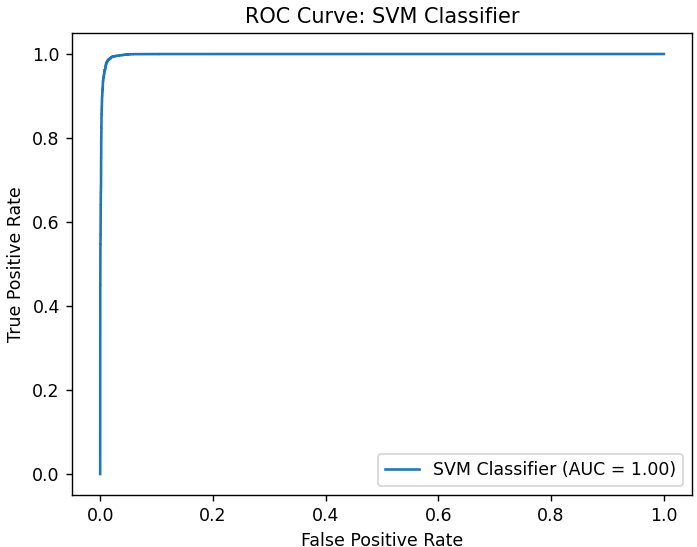 ROC Curve: SVM Classifier
True Positive Rate
1.0
0.8
0.6
0.4
0.2
0.0
SVM Classifier (AUC = 1.00)
0.0 0.2 0.4 0.6 0.8 1.0
False Positive Rate